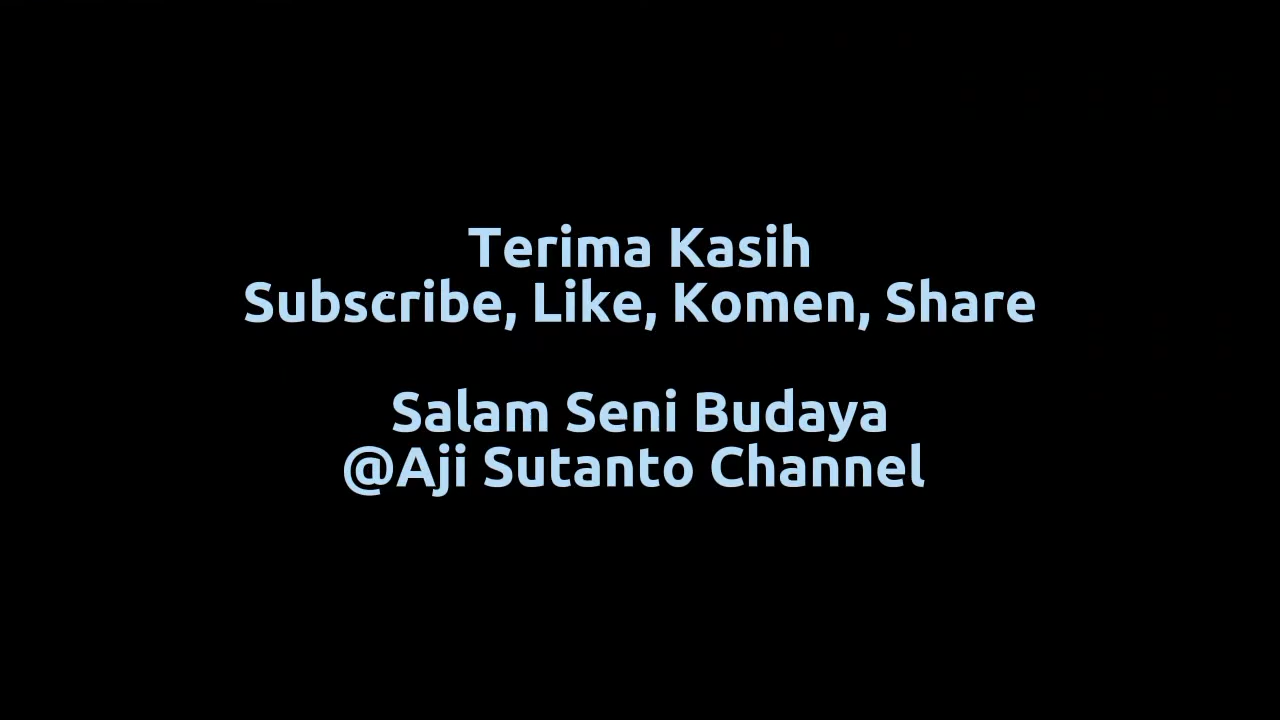 Terima Kasih
Subscribe, Like, Komen, Share
Salam Seni Budaya
@Aji Sutanto Channel